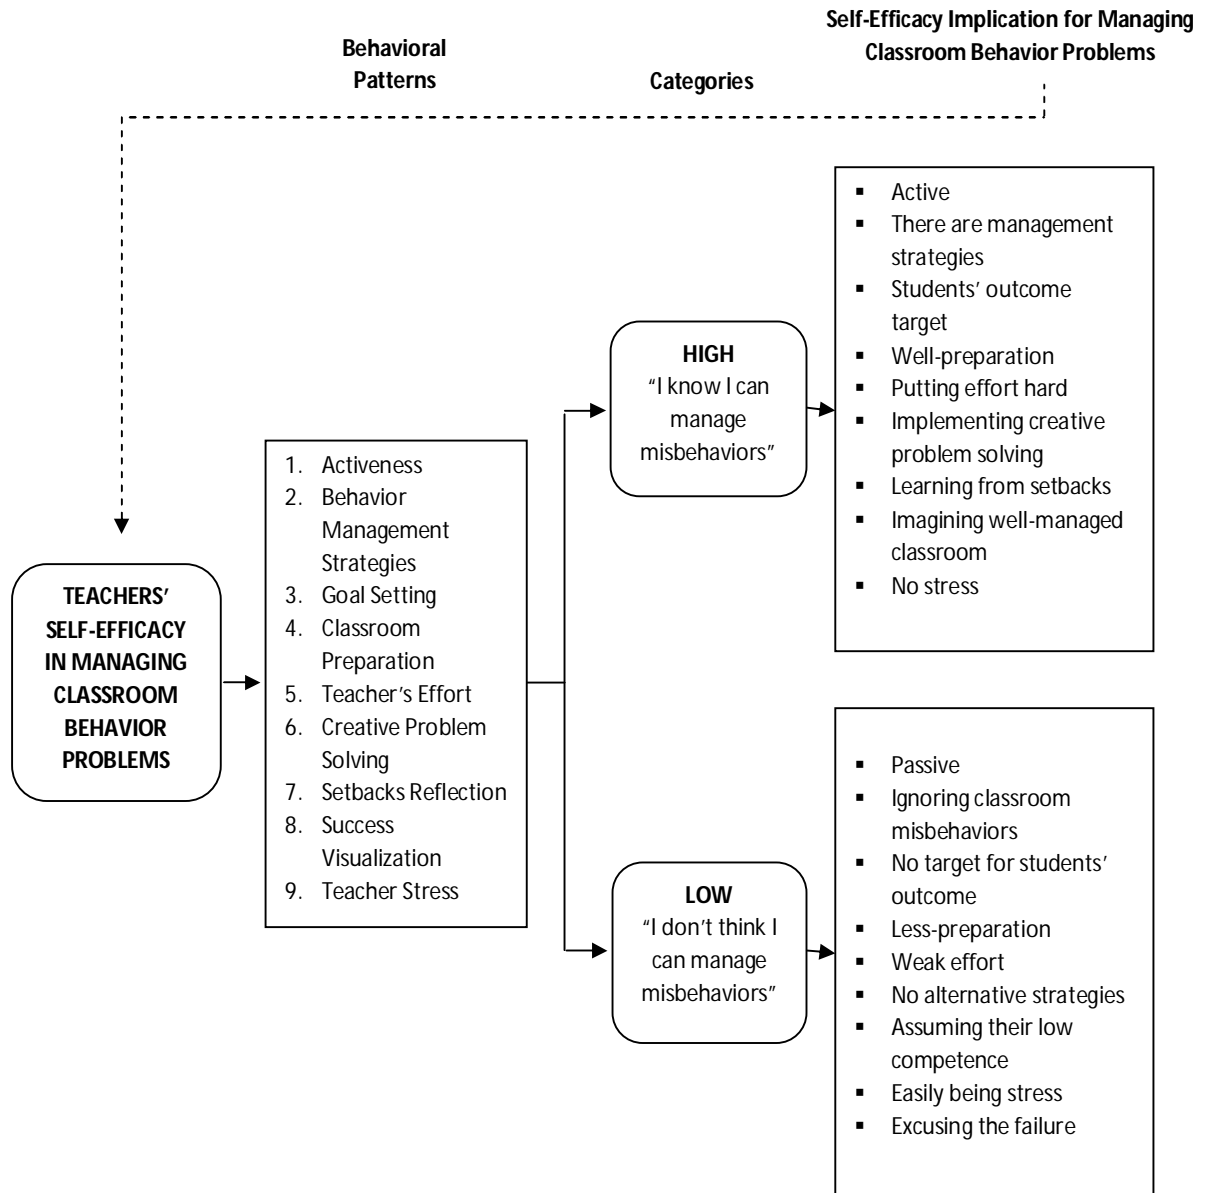 Self-Efficacy Implication for Managing
Classroom Behavior Problems
Behavioral
Patterns
Categories
TEACHERS’
SELF-EFFICACY
IN MANAGING
CLASSROOM
BEHAVIOR
PROBLEMS
1. Activeness
2. Behavior
Management
Strategies
3. Goal Setting
4. Classroom
Preparation
5. Teacher’s Effort
6. Creative Problem
Solving
7. Setbacks Reflection
8. Success
Visualization
9. Teacher Stress
HIGH
“I know I can
manage
misbehaviors”
▪ Active
▪ There are management
strategies
▪ Students’ outcome
target
▪ Well-preparation
▪ Putting effort hard
▪ Implementing creative
problem solving
▪ Learning from setbacks
▪ Imagining well-managed
classroom
▪ No stress
LOW
“I don’t think I
can manage
misbehaviors”
▪ Passive
▪ Ignoring classroom
misbehaviors
▪ No target for students’
outcome
▪ Less-preparation
▪ Weak effort
▪ No alternative strategies
▪ Assuming their low
competence
▪ Easily being stress
▪ Excusing the failure